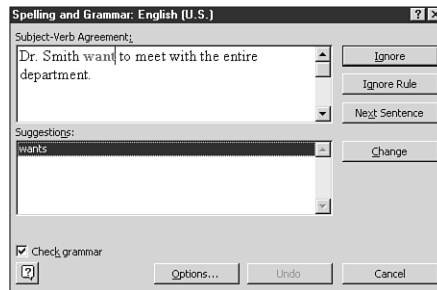 Spelling and Grammar: English (U.S.)
Subject-Verb Agreement:
Dr. Smith want to meet with the entire
department.
Ignore
Ignore Rule
Next Sentence
Suggestions:
wants
Change
Check grammar
Options...
Undo
Cancel